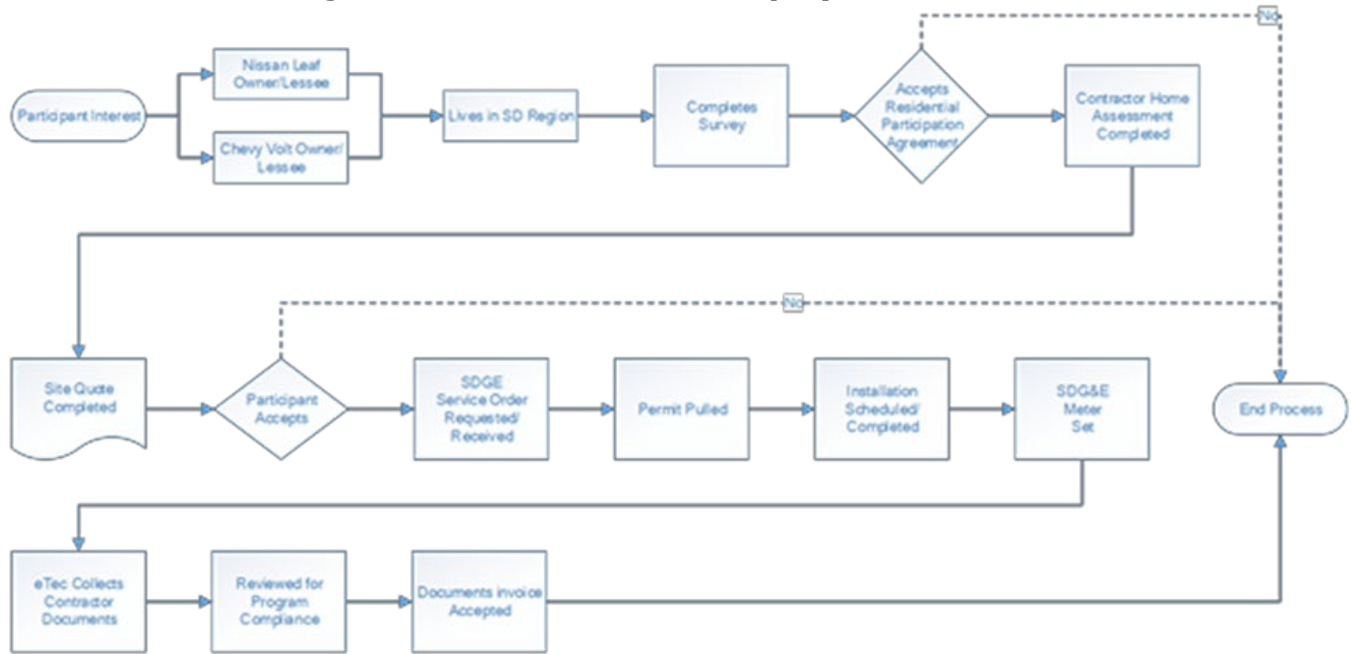 Participant Interest
Nissan Leaf
Owner/Lessee
Chevy Volt Owner/
Lessee
Lives in SD Region
Completes
Survey
Accepts
Residential
Participation
Agreement
Contractor Home
Assessment
Completed
No
No
Site Quote
Completed
Participant
Accepts
SDGE
Service Order
Requested/
Received
Permit Pulled
Installation
Scheduled/
Completed
SDG&E
Meter
Set
End Process
eTec Collects
Contractor
Documents
Reviewed for
Program
Compliance
Documents invoice
Accepted